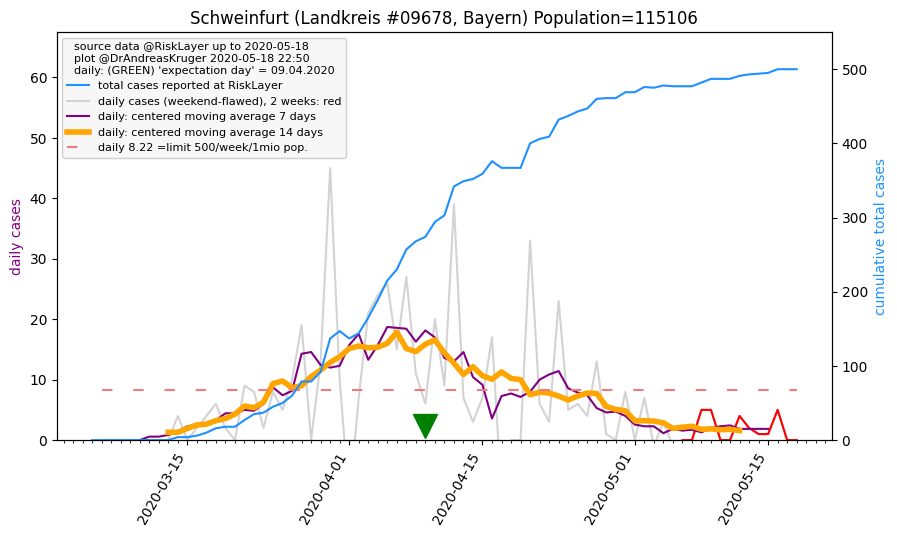 Schweinfurt (Landkreis #09678, Bayern) Population=115106
source data @RiskLayer up to 2020-05-18
plot @DrAndreasKruger 2020-05-18 22:50
daily: (GREEN) 'expectation day' = 09.04.2020
total cases reported at RiskLayer
daily cases (weekend-flawed), 2 weeks: red
daily: centered moving average 7 days
daily: centered moving average 14 days
daily 8.22 =limit 500/week/1mio pop.
daily cases
60
50
40
30
20
10
0
500
400
300
200
100
0
cumulative total cases
2020-03-15
2020-04-01
2020-04-15
2020-05-01
2020-05-15